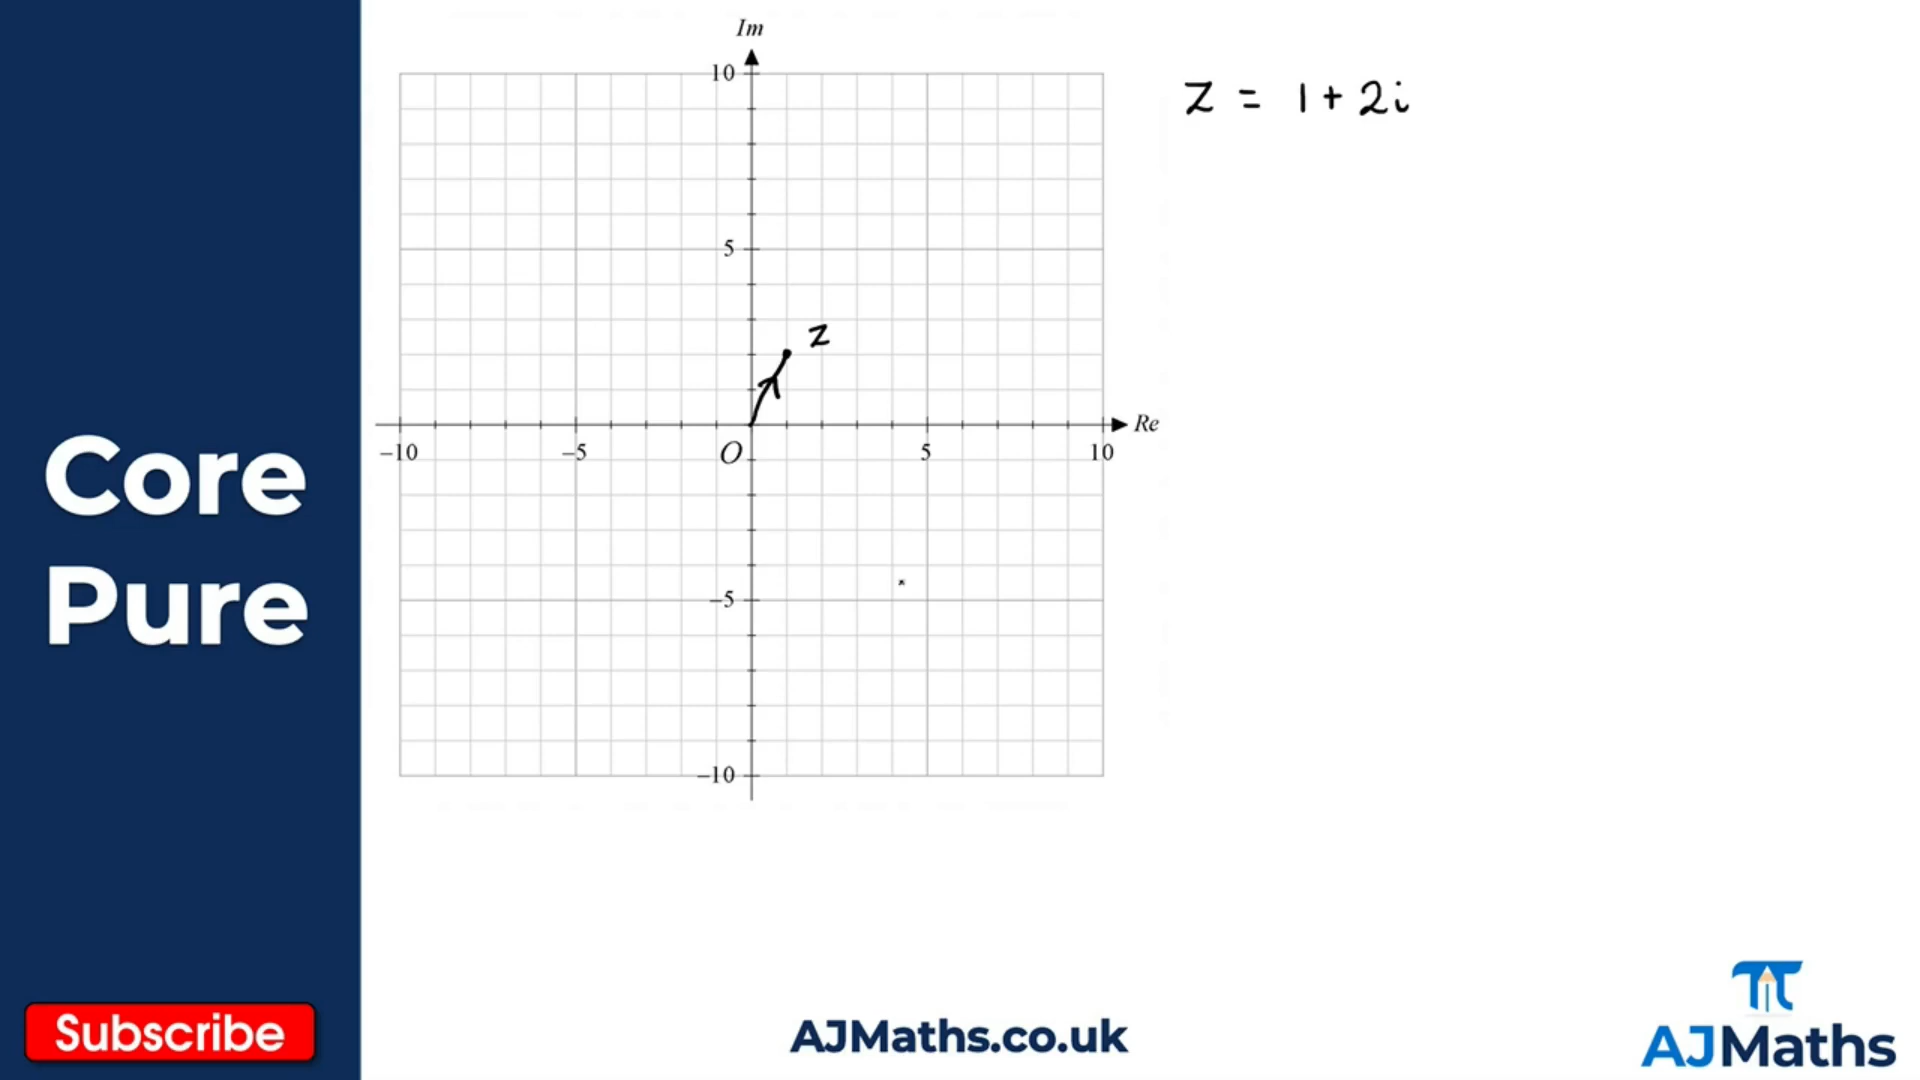 Core
Pure
Subscribe
Im
10
5
z
Re
-10
-5
O
5
10
-5
-10
z = 1 + 2i
AJMaths.co.uk
AJMaths